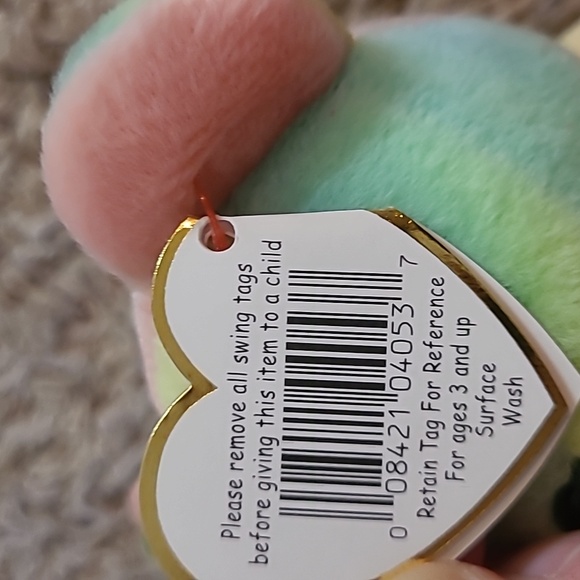 Please remove all swing tags
before giving this item to a child
0 08421 04053 7
Retain Tag For Reference
For ages 3 and up
Surface
Wash